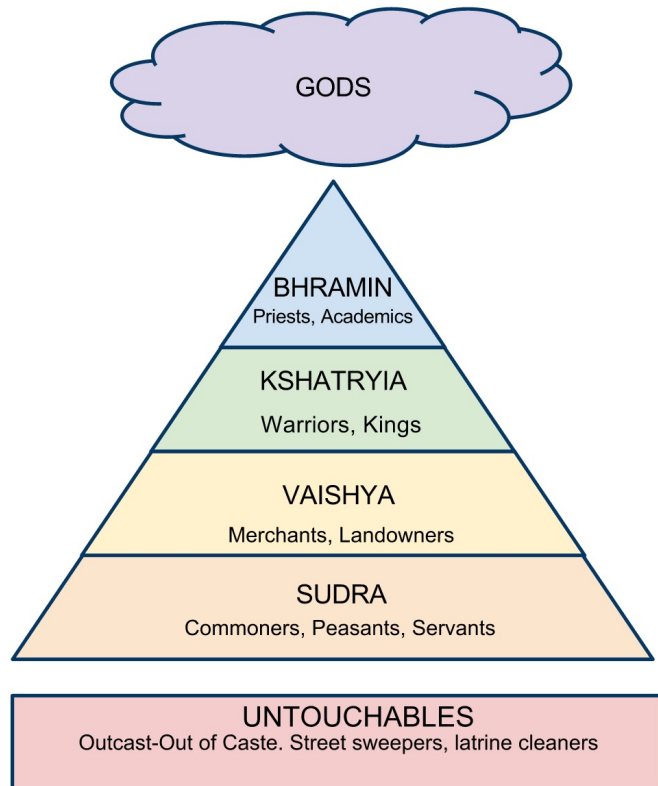 GODS
BHRAMIN
Priests, Academics
KSHATRYIA
Warriors, Kings
VAISHYA
Merchants, Landowners
SUDRA
Commoners, Peasants, Servants
UNTOUCHABLES
Outcast-Out of Caste. Street sweepers, latrine cleaners